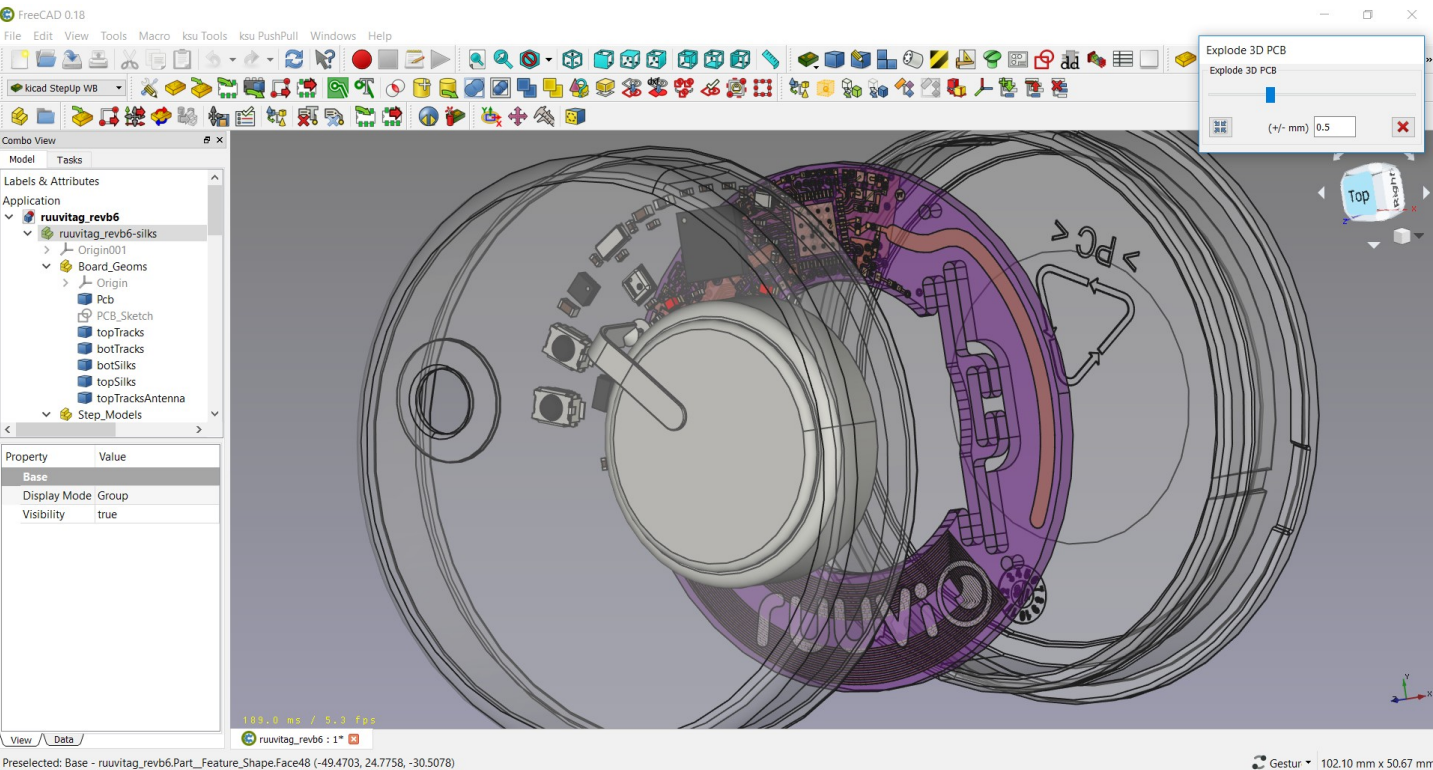 FreeCAD 0.18
File Edit View Tools Macro ksu Tools ksu PushPull Windows Help
Explode 3D PCB
Explode 3D PCB
(+/- mm) 0.5
kicad StepUp WB
Combo View
Model Tasks
Labels & Attributes
Application
ruuvitag_revb6
ruuvitag_revb6-silks
Origin001
Board_Geoms
Origin
Pcb
PCB_Sketch
topTracks
botTracks
botSilks
topSilks
topTracksAntenna
Step_Models
Property Value
Base
Display Mode Group
Visibility true
View Data
Top
Right
Z
X
>PC<
ruuvi
109.0 ms / 5.3 fps
Y
X
ruuvitag_revb6 : 1*
Preselected: Base - ruuvitag_revb6.Part__Feature_Shape.Face48 (-49.4703, 24.7758, -30.5078)
Gestur
102.10 mm x 50.67 mm